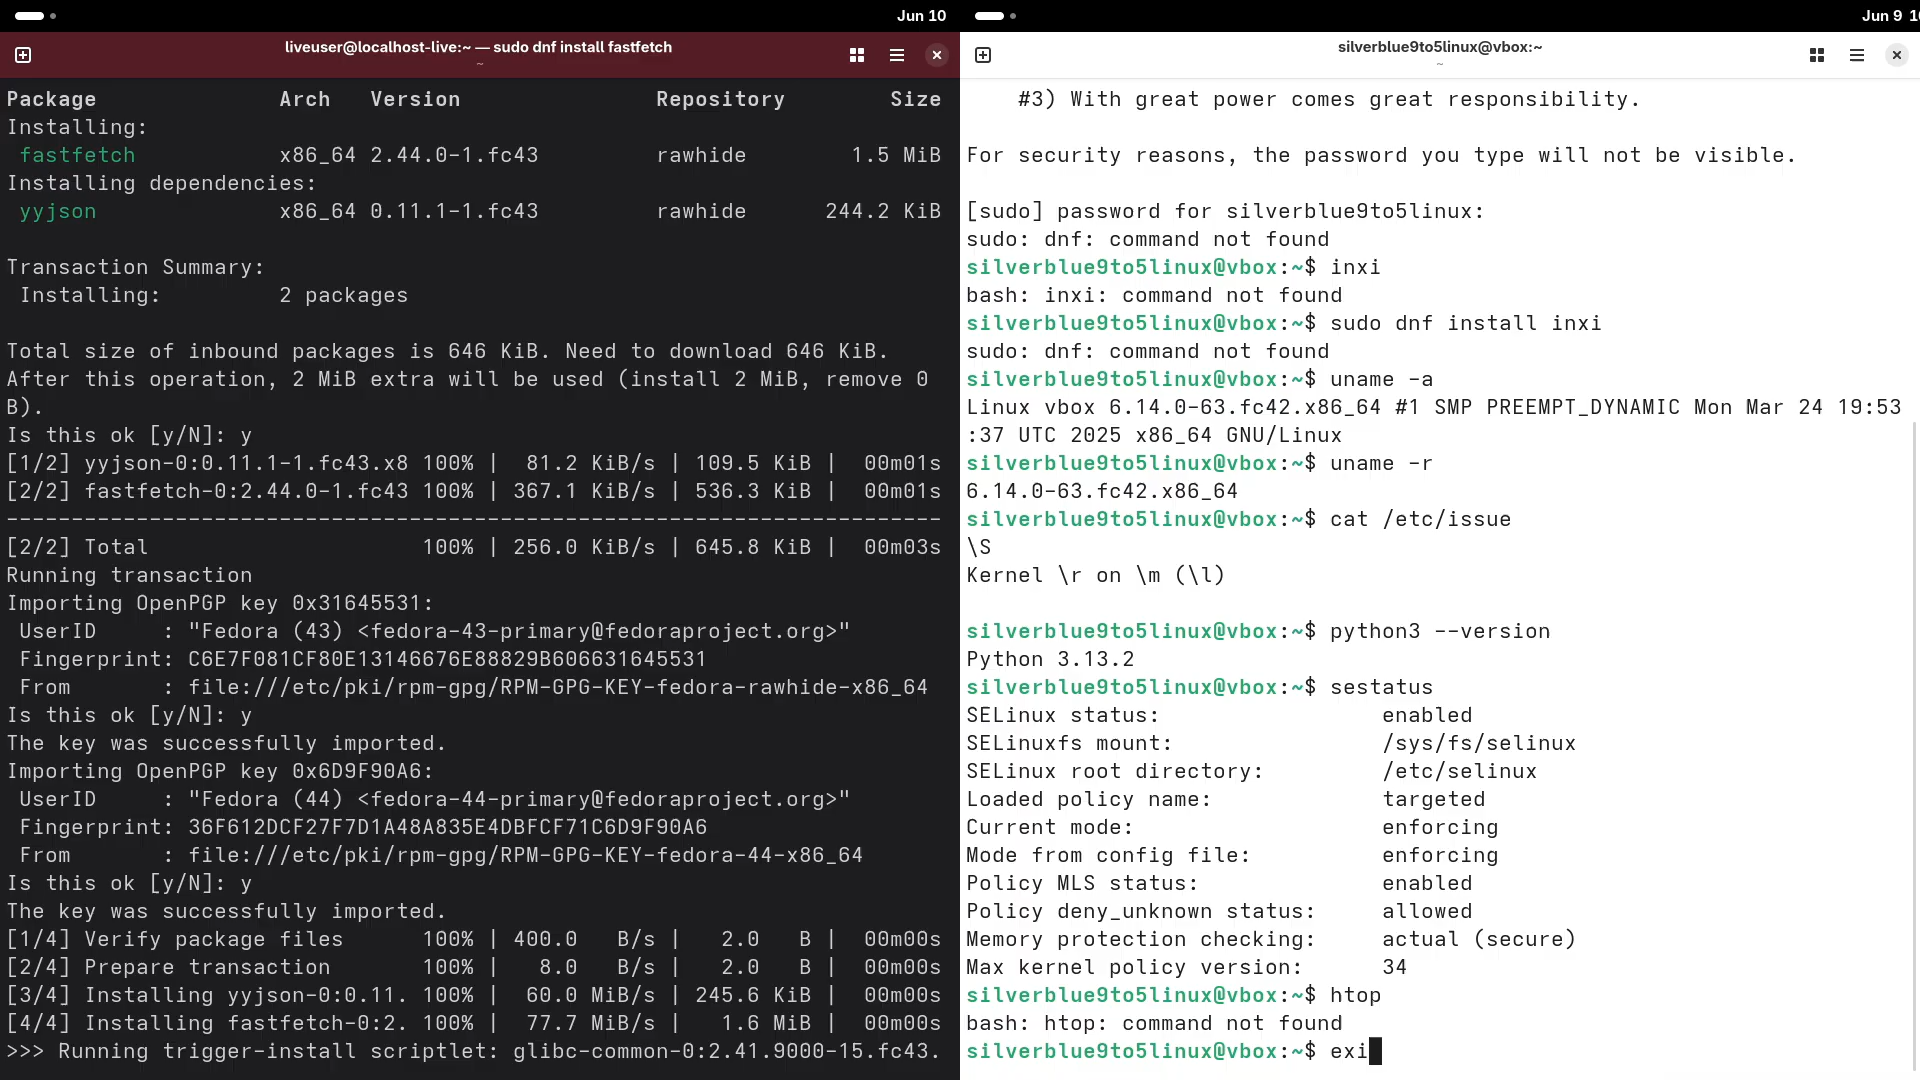 Jun 10
liveuser@localhost-live:~ — sudo dnf install fastfetch
~
Package Arch Version Repository Size
Installing:
fastfetch x86_64 2.44.0-1.fc43 rawhide 1.5 MiB
Installing dependencies:
yyjson x86_64 0.11.1-1.fc43 rawhide 244.2 KiB
Transaction Summary:
Installing: 2 packages
Total size of inbound packages is 646 KiB. Need to download 646 KiB.
After this operation, 2 MiB extra will be used (install 2 MiB, remove 0
B).
Is this ok [y/N]: y
[1/2] yyjson-0:0.11.1-1.fc43.x8 100% | 81.2 KiB/s | 109.5 KiB | 00m01s
[2/2] fastfetch-0:2.44.0-1.fc43 100% | 367.1 KiB/s | 536.3 KiB | 00m01s
------------------------------------------------------------------------
[2/2] Total 100% | 256.0 KiB/s | 645.8 KiB | 00m03s
Running transaction
Importing OpenPGP key 0x31645531:
UserID : "Fedora (43) <fedora-43-primary@fedoraproject.org>"
Fingerprint: C6E7F081CF80E13146676E88829B606631645531
From : file:///etc/pki/rpm-gpg/RPM-GPG-KEY-fedora-rawhide-x86_64
Is this ok [y/N]: y
The key was successfully imported.
Importing OpenPGP key 0x6D9F90A6:
UserID : "Fedora (44) <fedora-44-primary@fedoraproject.org>"
Fingerprint: 36F612DCF27F7D1A48A835E4DBFCF71C6D9F90A6
From : file:///etc/pki/rpm-gpg/RPM-GPG-KEY-fedora-44-x86_64
Is this ok [y/N]: y
The key was successfully imported.
[1/4] Verify package files 100% | 400.0 B/s | 2.0 B | 00m00s
[2/4] Prepare transaction 100% | 8.0 B/s | 2.0 B | 00m00s
[3/4] Installing yyjson-0:0.11. 100% | 60.0 MiB/s | 245.6 KiB | 00m00s
[4/4] Installing fastfetch-0:2. 100% | 77.7 MiB/s | 1.6 MiB | 00m00s
>>> Running trigger-install scriptlet: glibc-common-0:2.41.9000-15.fc43.
Jun 9 1
silverblue9to5linux@vbox:~
~
#3) With great power comes great responsibility.
For security reasons, the password you type will not be visible.
[sudo] password for silverblue9to5linux:
sudo: dnf: command not found
silverblue9to5linux@vbox:~$ inxi
bash: inxi: command not found
silverblue9to5linux@vbox:~$ sudo dnf install inxi
sudo: dnf: command not found
silverblue9to5linux@vbox:~$ uname -a
Linux vbox 6.14.0-63.fc42.x86_64 #1 SMP PREEMPT_DYNAMIC Mon Mar 24 19:53
:37 UTC 2025 x86_64 GNU/Linux
silverblue9to5linux@vbox:~$ uname -r
6.14.0-63.fc42.x86_64
silverblue9to5linux@vbox:~$ cat /etc/issue
\S
Kernel \r on \m (\l)
silverblue9to5linux@vbox:~$ python3 --version
Python 3.13.2
silverblue9to5linux@vbox:~$ sestatus
SELinux status: enabled
SELinuxfs mount: /sys/fs/selinux
SELinux root directory: /etc/selinux
Loaded policy name: targeted
Current mode: enforcing
Mode from config file: enforcing
Policy MLS status: enabled
Policy deny_unknown status: allowed
Memory protection checking: actual (secure)
Max kernel policy version: 34
silverblue9to5linux@vbox:~$ htop
bash: htop: command not found
silverblue9to5linux@vbox:~$ exi